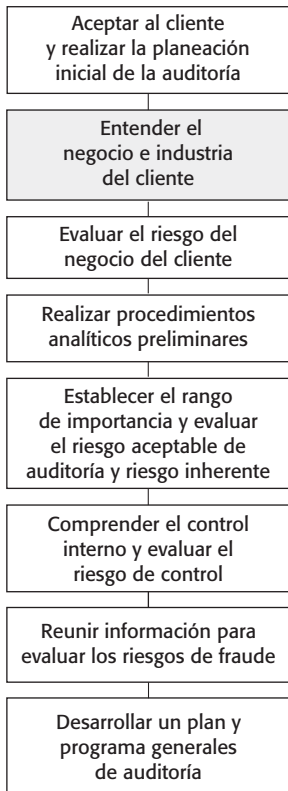 Aceptar al cliente
y realizar la planeación
inicial de la auditoría
Entender el
negocio e industria
del cliente
Evaluar el riesgo del
negocio del cliente
Realizar procedimientos
analíticos preliminares
Establecer el rango
de importancia y evaluar
el riesgo aceptable de
auditoría y riesgo inherente
Comprender el control
interno y evaluar el
riesgo de control
Reunir información para
evaluar los riesgos de fraude
Desarrollar un plan y
programa generales
de auditoría